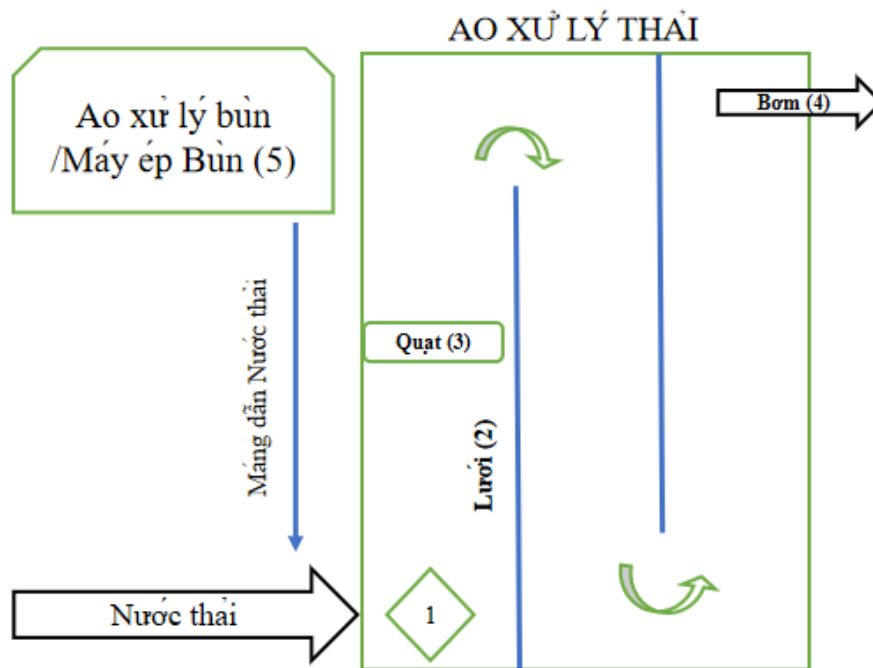 AO XỬ LÝ THẢI
Ao xử lý bùn
/Máy ép Bùn (5)
Bơm (4)
Máng dẫn Nước thải
Quạt (3)
Lưới (2)
Nước thải
1